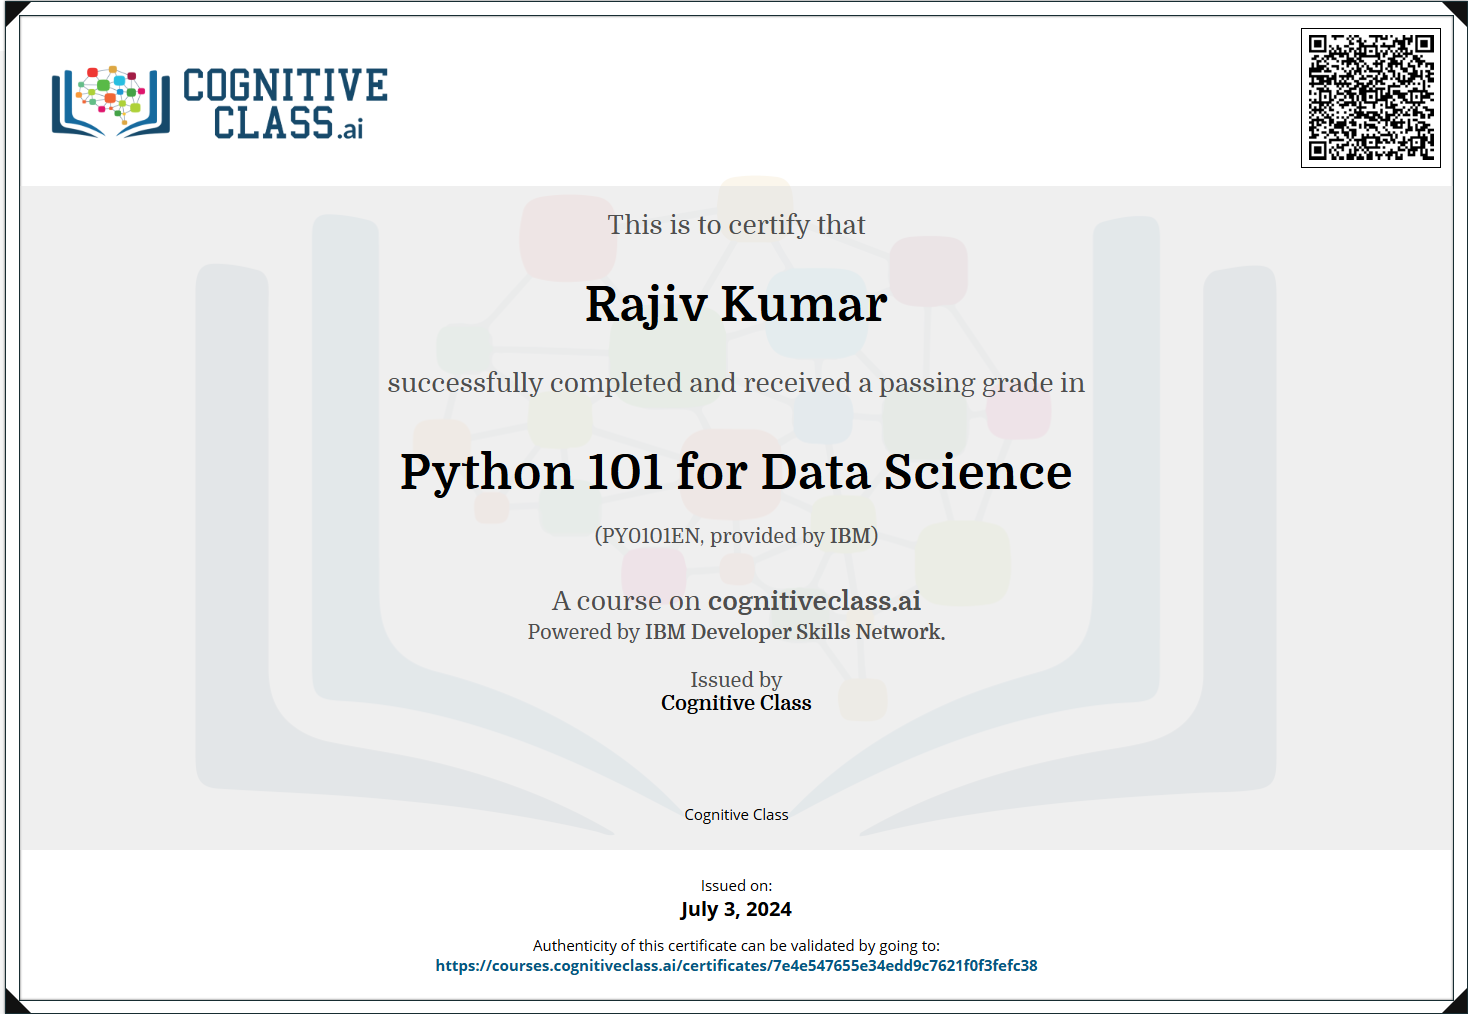 COGNITIVE
CLASS.ai
This is to certify that
Rajiv Kumar
successfully completed and received a passing grade in
Python 101 for Data Science
(PY0101EN, provided by IBM)
A course on cognitiveclass.ai
Powered by IBM Developer Skills Network.
Issued by
Cognitive Class
Cognitive Class
Issued on:
July 3, 2024
Authenticity of this certificate can be validated by going to:
https://courses.cognitiveclass.ai/certificates/7e4e547655e34edd9c7621f0f3fefc38